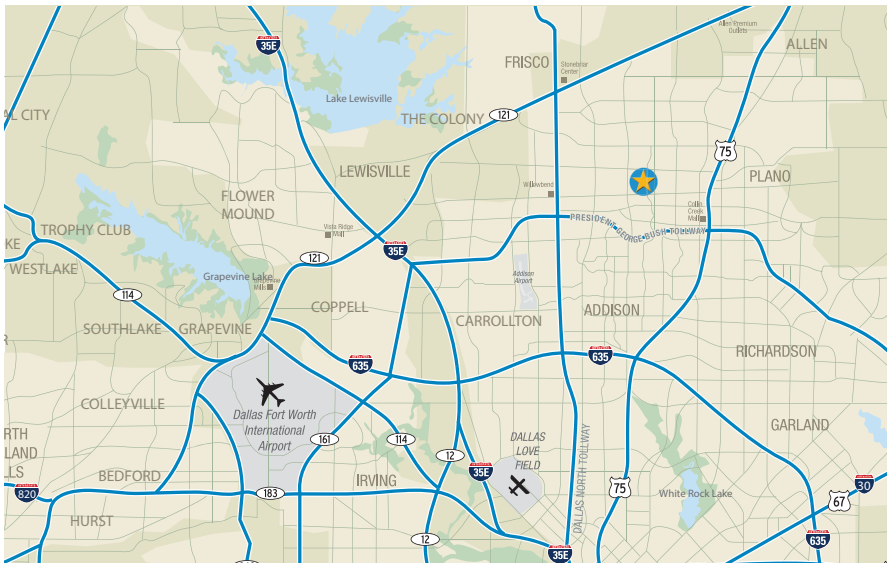 35E
Allen Premium
Outlets
ALLEN
FRISCO
Stonebriar
Center
Lake Lewisville
THE COLONY
121
AL CITY
75
LEWISVILLE
PLANO
FLOWER
MOUND
Willowbend
Collin
Creek
Mall
Vista Ridge
Mall
PRESIDENT GEORGE BUSH TOLLWAY
TROPHY CLUB
KE
35E
121
WESTLAKE
Grapevine Lake
Mills
Addison
Airport
114
COPPELL
ADDISON
CARROLLTON
SOUTHLAKE
GRAPEVINE
635
635
RICHARDSON
COLLEYVILLE
Dallas Fort Worth
International
Airport
161
114
GARLAND
RTH
LAND
LS
DALLAS
LOVE
FIELD
DALLAS NORTH TOLLWAY
12
BEDFORD
IRVING
35E
75
White Rock Lake
30
820
183
67
HURST
12
35E
635